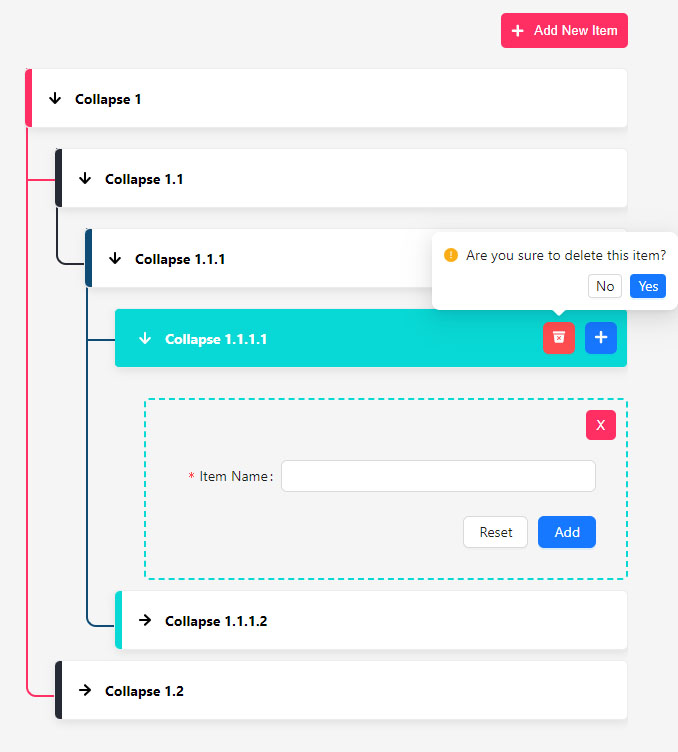 Add New Item
Collapse 1
Collapse 1.1
Collapse 1.1.1
Are you sure to delete this item?
No Yes
Collapse 1.1.1.1
X
* Item Name:
Reset Add
Collapse 1.1.1.2
Collapse 1.2